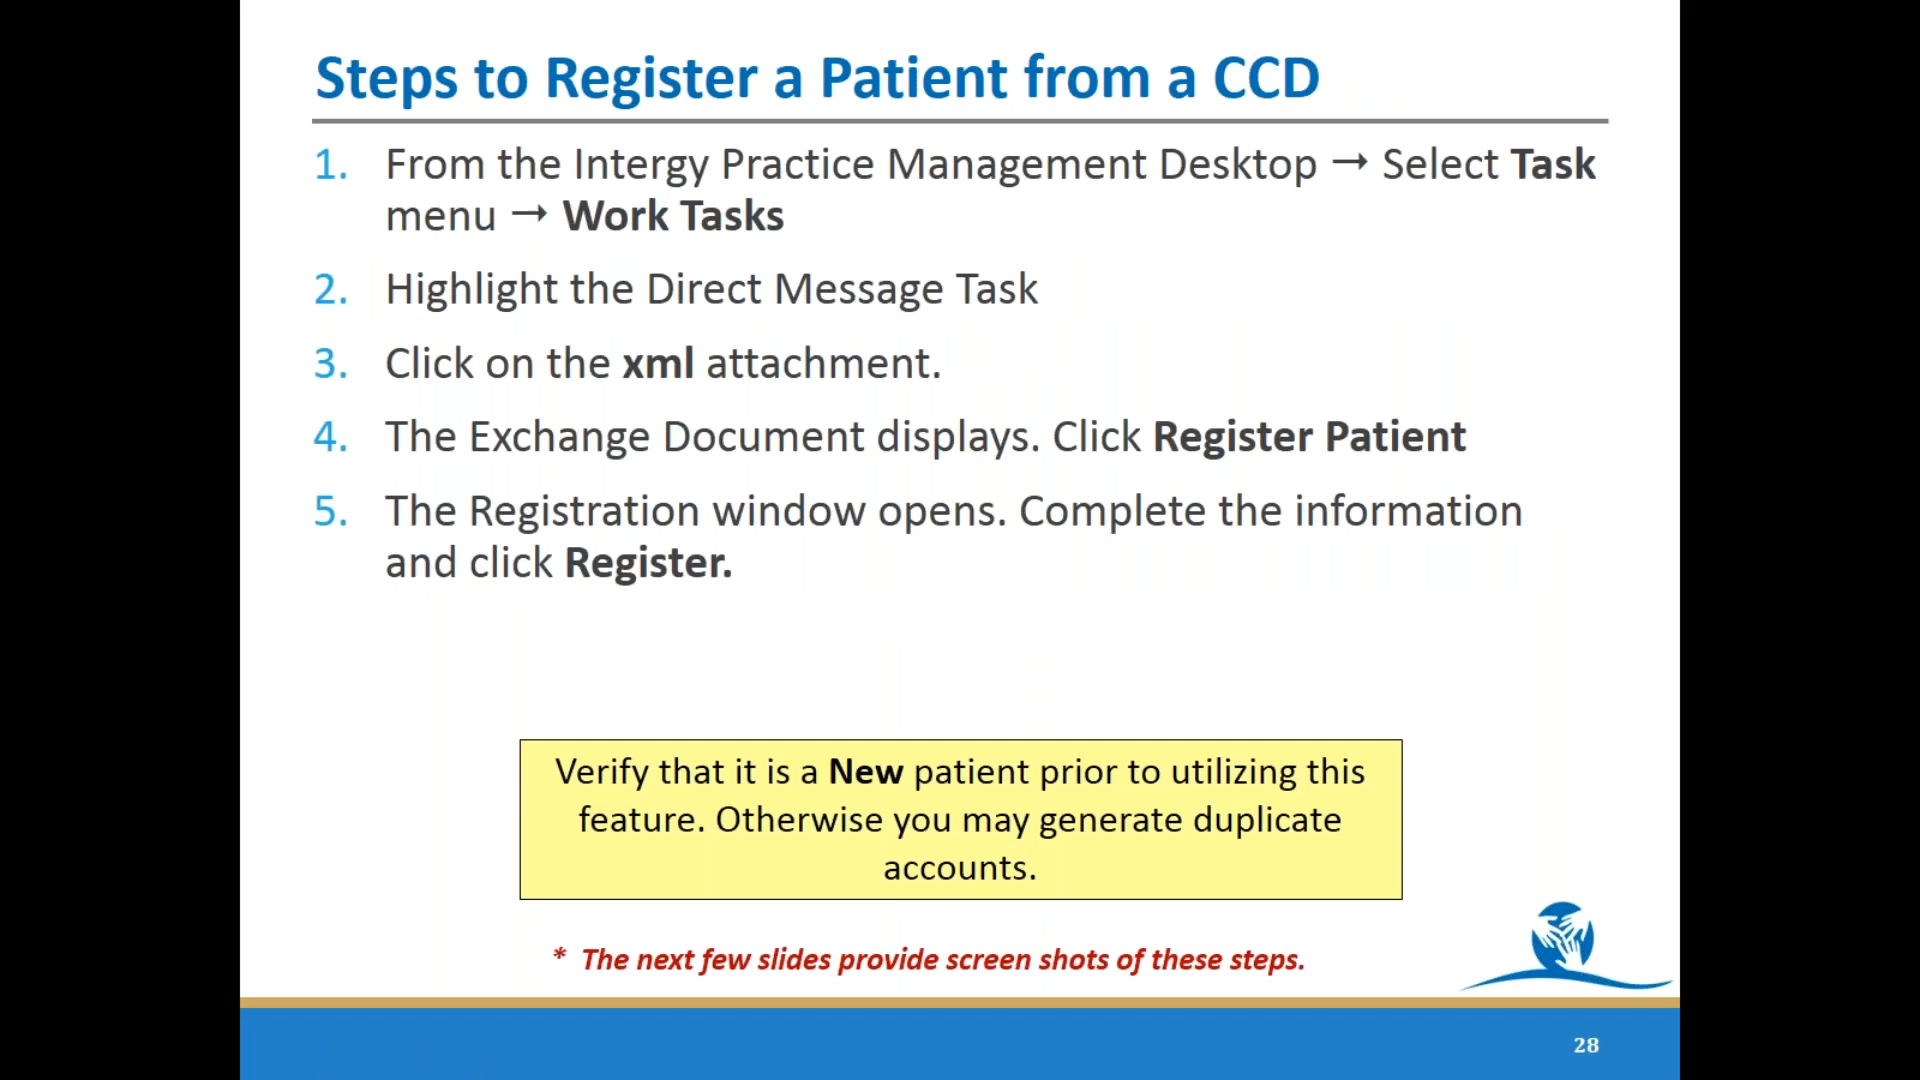 Steps to Register a Patient from a CCD
1. From the Intergy Practice Management Desktop → Select Task
menu → Work Tasks
2. Highlight the Direct Message Task
3. Click on the xml attachment.
4. The Exchange Document displays. Click Register Patient
5. The Registration window opens. Complete the information
and click Register.
Verify that it is a New patient prior to utilizing this
feature. Otherwise you may generate duplicate
accounts.
* The next few slides provide screen shots of these steps.
28